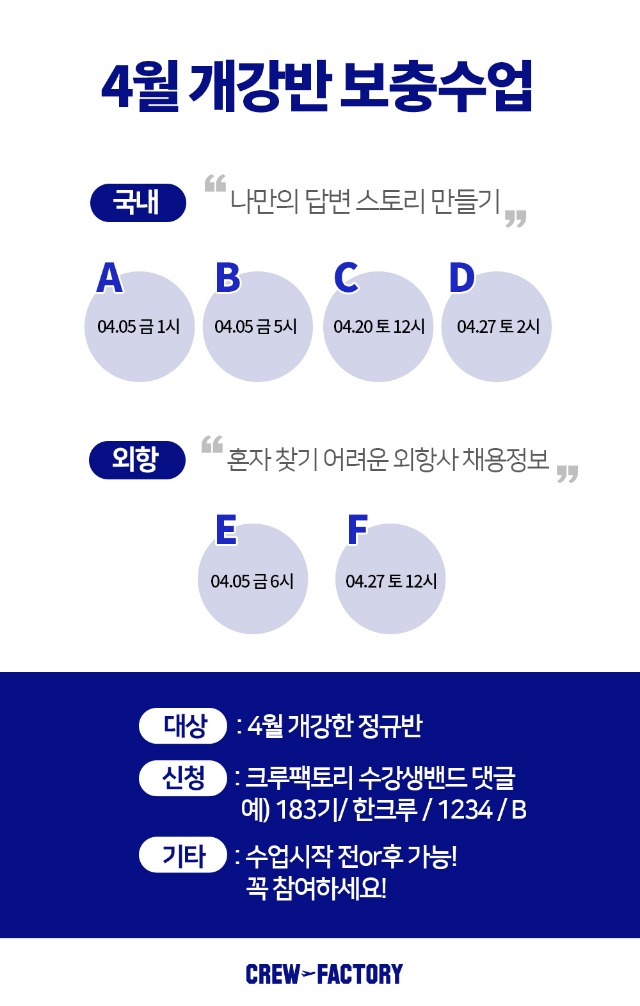 4월 개강반 보충수업
국내 “ 나만의 답변 스토리 만들기 ”
A B C D
04.05 금 1시 04.05 금 5시 04.20 토 12시 04.27 토 2시
외항 “ 혼자 찾기 어려운 외항사 채용정보 ”
E F
04.05 금 6시 04.27 토 12시
대상 : 4월 개강한 정규반
신청 : 크루팩토리 수강생밴드 댓글
예) 183기/ 한크루 / 1234 / B
기타 : 수업시작 전or후 가능!
꼭 참여하세요!
CREW FACTORY